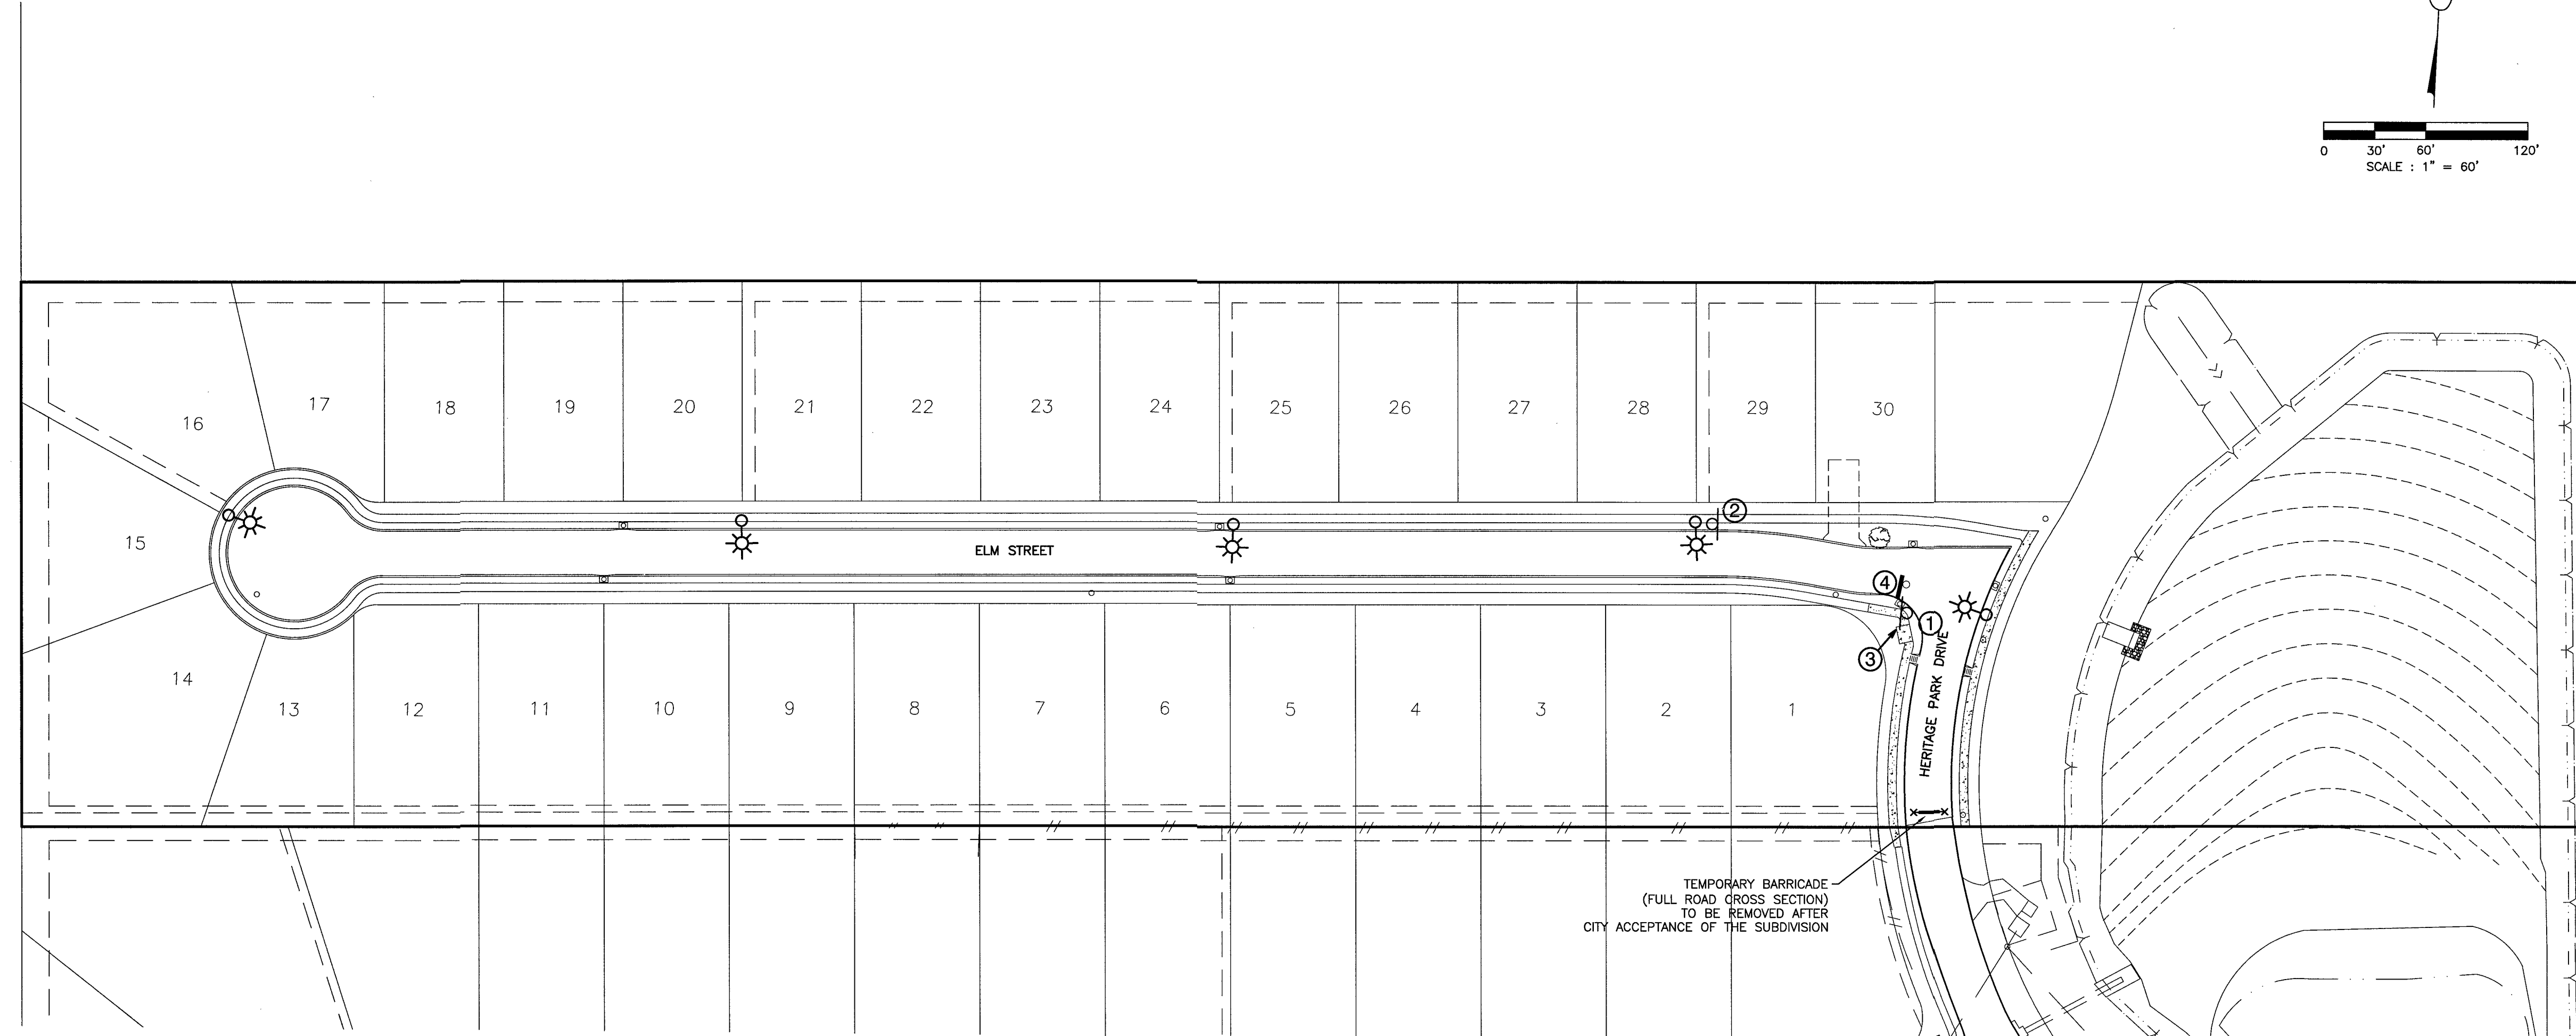 0 30' 60' 120'
SCALE : 1" = 60'
16 17 18 19 20 21 22 23 24 25 26 27 28 29 30
2
15
ELM STREET
4
1
3
HERITAGE PARK DRIVE
14 13 12 11 10 9 8 7 6 5 4 3 2 1
TEMPORARY BARRICADE
(FULL ROAD CROSS SECTION)
TO BE REMOVED AFTER
CITY ACCEPTANCE OF THE SUBDIVISION